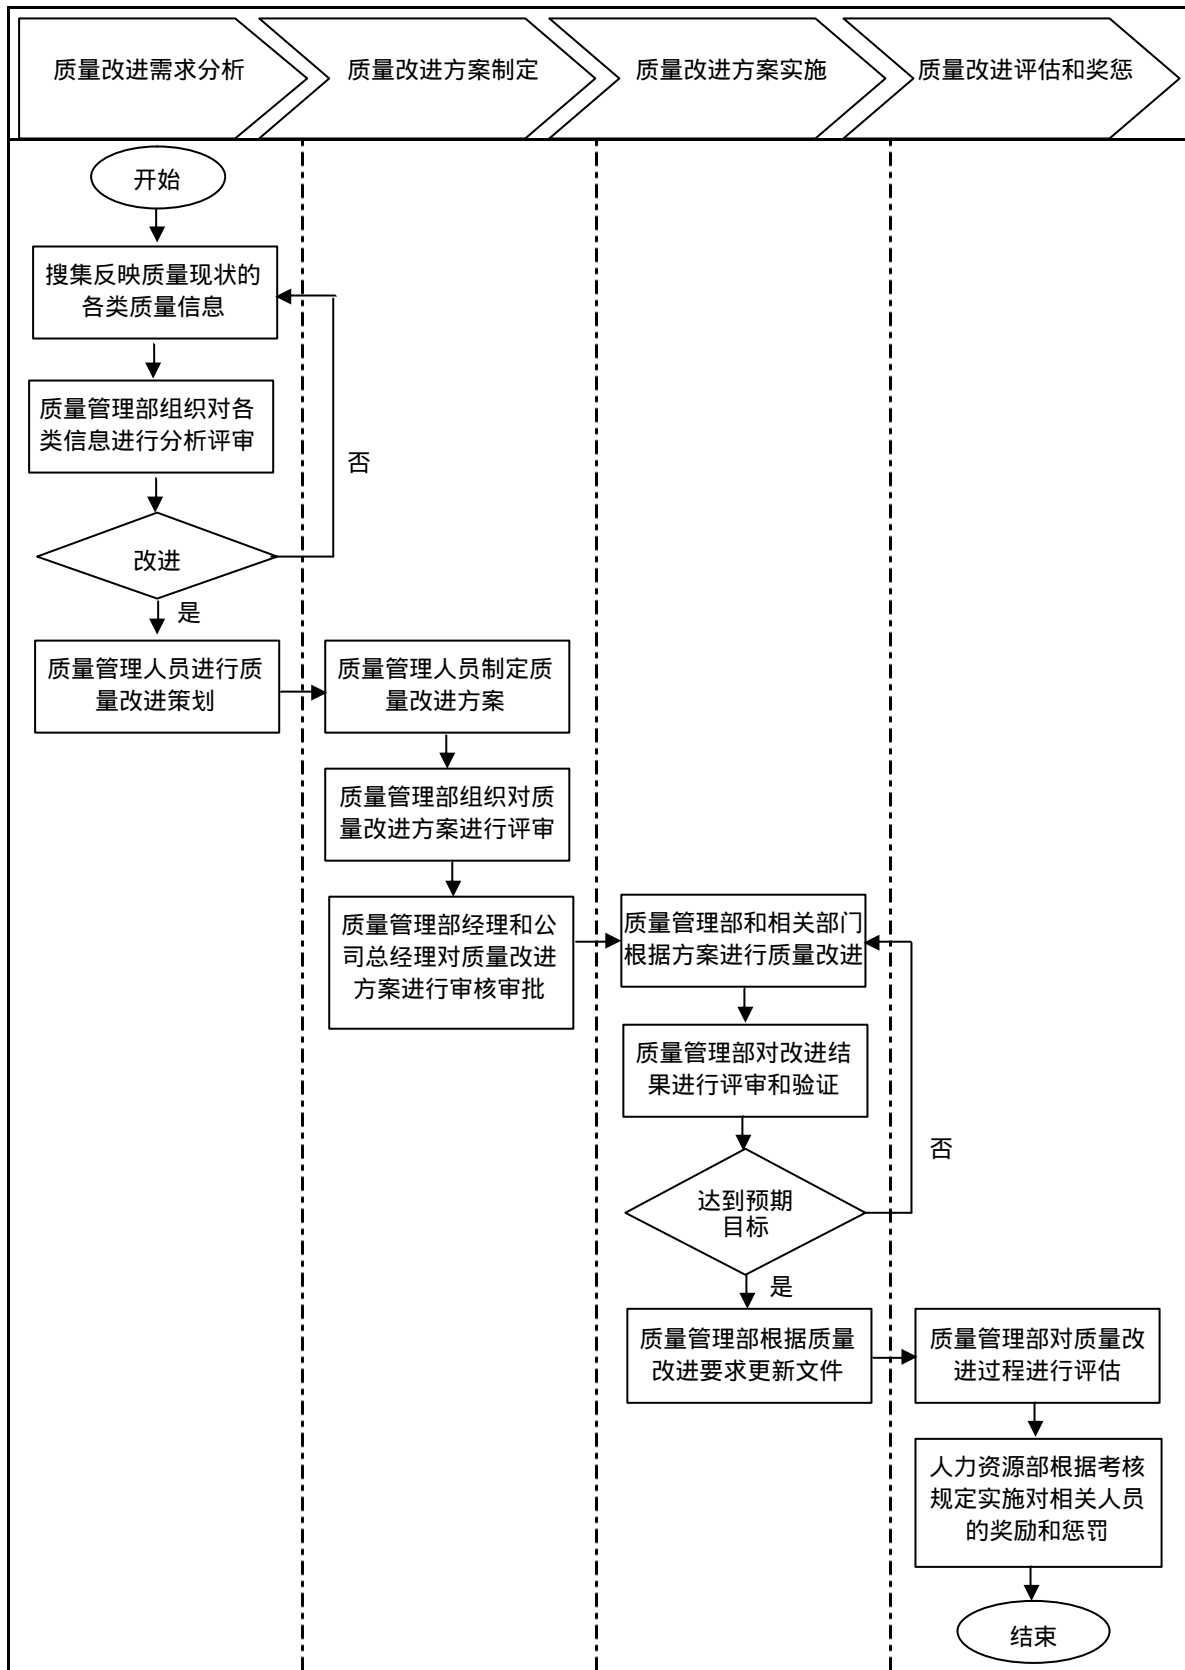 质量改进需求分析
质量改进方案制定
质量改进方案实施
质量改进评估和奖惩
开始
搜集反映质量现状的
各类质量信息
质量管理部组织对各
类信息进行分析评审
否
改进
是
质量管理人员进行质
量改进策划
质量管理人员制定质
量改进方案
质量管理部组织对质
量改进方案进行评审
质量管理部经理和公
司总经理对质量改进
方案进行审核审批
质量管理部和相关部门
根据方案进行质量改进
质量管理部对改进结
果进行评审和验证
否
达到预期
目标
是
质量管理部根据质量
改进要求更新文件
质量管理部对质量改
进过程进行评估
人力资源部根据考核
规定实施对相关人员
的奖励和惩罚
结束